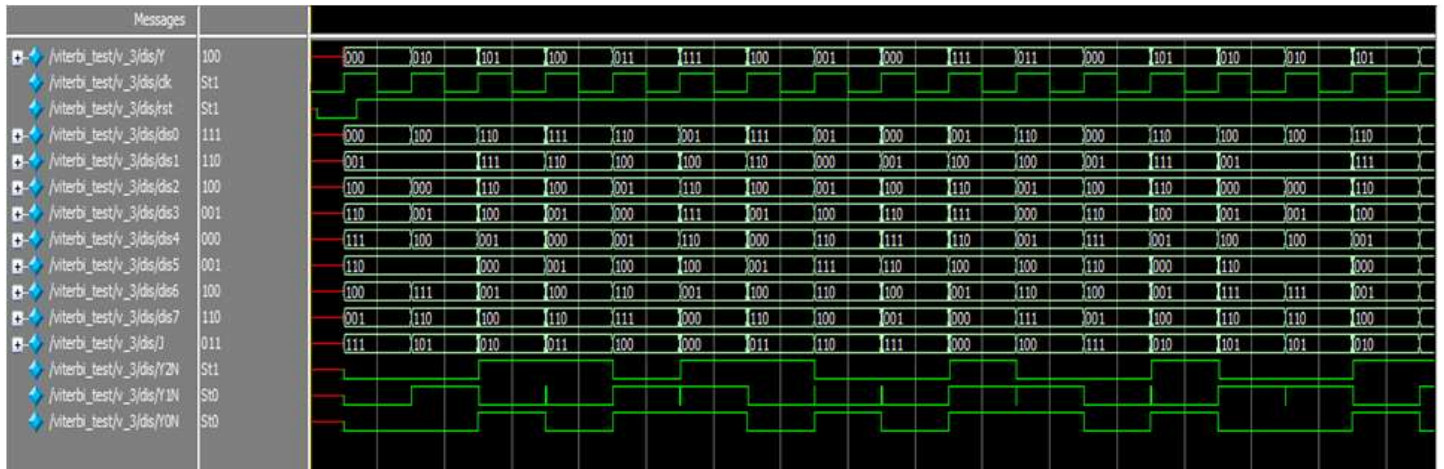 Messages
/viterbi_test/v_3/dis/Y 100 000 010 101 100 011 111 100 001 000 111 011 000 101 010 010 101
/viterbi_test/v_3/dis/clk St1
/viterbi_test/v_3/dis/rst St1
/viterbi_test/v_3/dis/dis0 111 000 100 110 111 110 001 111 001 000 001 110 000 110 100 100 110
/viterbi_test/v_3/dis/dis1 110 001 111 110 100 100 110 000 001 100 100 001 111 001 111
/viterbi_test/v_3/dis/dis2 100 100 000 110 100 001 110 100 001 100 110 001 100 110 000 000 110
/viterbi_test/v_3/dis/dis3 001 110 001 100 001 000 111 001 100 110 111 000 110 100 001 001 100
/viterbi_test/v_3/dis/dis4 000 111 100 001 000 001 110 000 110 111 110 001 111 001 100 100 001
/viterbi_test/v_3/dis/dis5 001 110 000 001 100 100 001 111 110 100 100 110 000 110 000
/viterbi_test/v_3/dis/dis6 100 100 111 001 100 110 001 100 110 100 001 110 100 001 111 111 001
/viterbi_test/v_3/dis/dis7 110 001 110 100 110 111 000 110 100 001 000 111 001 100 110 110 100
/viterbi_test/v_3/dis/J 011 111 101 010 011 100 000 011 110 111 000 100 111 010 101 101 010
/viterbi_test/v_3/dis/Y2N St1
/viterbi_test/v_3/dis/Y1N St0
/viterbi_test/v_3/dis/Y0N St0